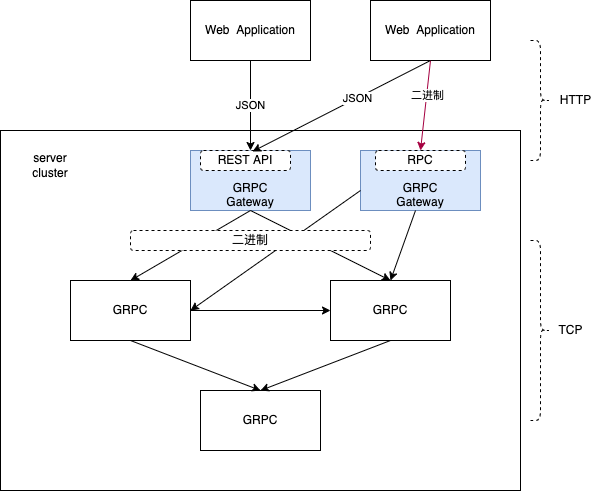 Web Application
Web Application
二进制
JSON
JSON
HTTP
server
cluster
REST API
RPC
GRPC
Gateway
GRPC
Gateway
二进制
GRPC
GRPC
TCP
GRPC